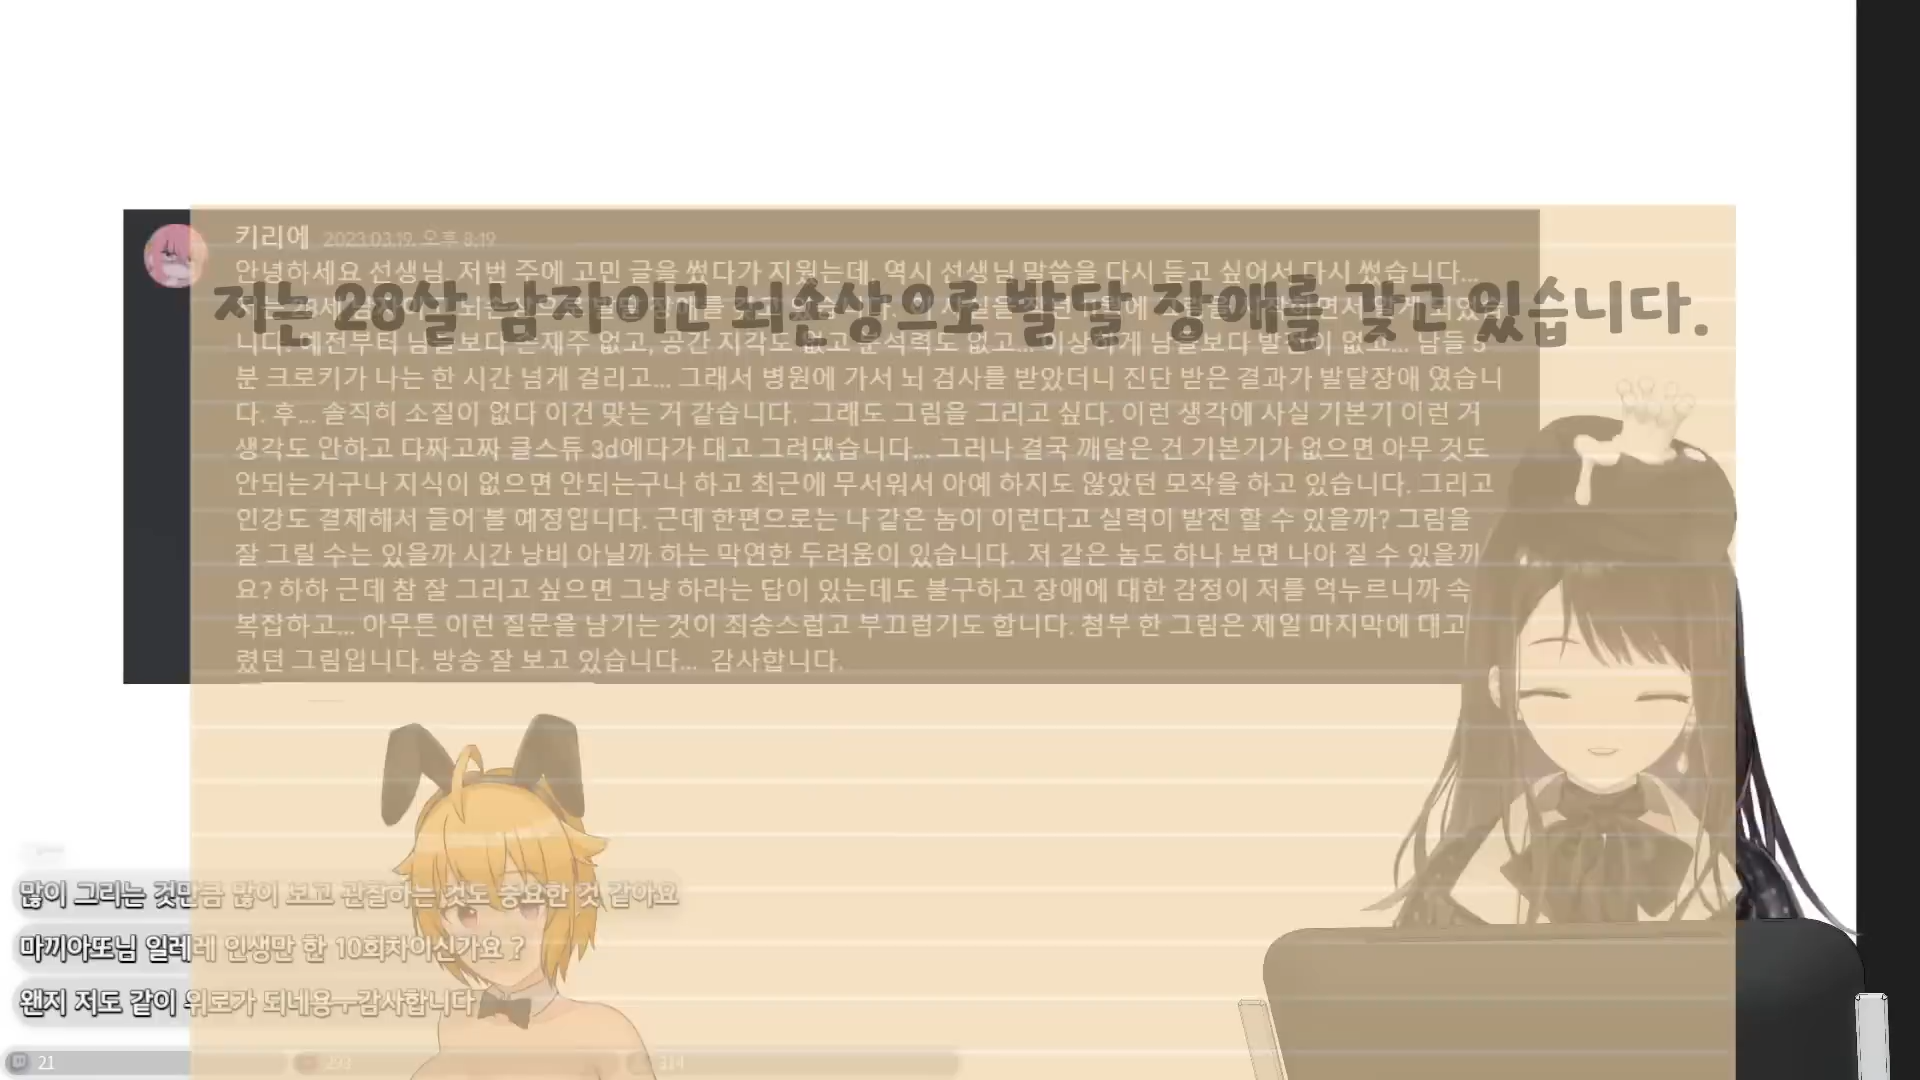 키리에 2023.03.19. 오후 8:19
안녕하세요 선생님. 저번 주에 고민 글을 썼다가 지웠는데. 역시 선생님 말씀을 다시 듣고 싶어서 다시 썼습니다...
저는 28살 남자이고 뇌손상으로 발달 장애를 갖고 있습니다.
니다. 예전부터 남들보다 손재주 없고, 공간 지각도 없고 분석력도 없고... 이상하게 남들보다 발전이 없고... 남들 5
분 크로키가 나는 한 시간 넘게 걸리고... 그래서 병원에 가서 뇌 검사를 받았더니 진단 받은 결과가 발달장애 였습니
다. 후... 솔직히 소질이 없다 이건 맞는 거 같습니다. 그래도 그림을 그리고 싶다. 이런 생각에 사실 기본기 이런 거
생각도 안하고 다짜고짜 클스튜 3d에다가 대고 그려댔습니다... 그러나 결국 깨달은 건 기본기가 없으면 아무 것도
안되는거구나 지식이 없으면 안되는구나 하고 최근에 무서워서 아예 하지도 않았던 모작을 하고 있습니다. 그리고
인강도 결제해서 들어 볼 예정입니다. 근데 한편으로는 나 같은 놈이 이런다고 실력이 발전 할 수 있을까? 그림을
잘 그릴 수는 있을까 시간 낭비 아닐까 하는 막연한 두려움이 있습니다. 저 같은 놈도 하나 보면 나아 질 수 있을까
요? 하하 근데 참 잘 그리고 싶으면 그냥 하라는 답이 있는데도 불구하고 장애에 대한 감정이 저를 억누르니까 속
복잡하고... 아무튼 이런 질문을 남기는 것이 죄송스럽고 부끄럽기도 합니다. 첨부 한 그림은 제일 마지막에 대고
렸던 그림입니다. 방송 잘 보고 있습니다... 감사합니다.
많이 그리는 것만큼 많이 보고 관찰하는 것도 중요한 것 같아요
마끼아또님 일레레 인생만 한 10회차이신가요 ?
왠지 저도 같이 위로가 되네용ㅜ감사합니다
21 293 314